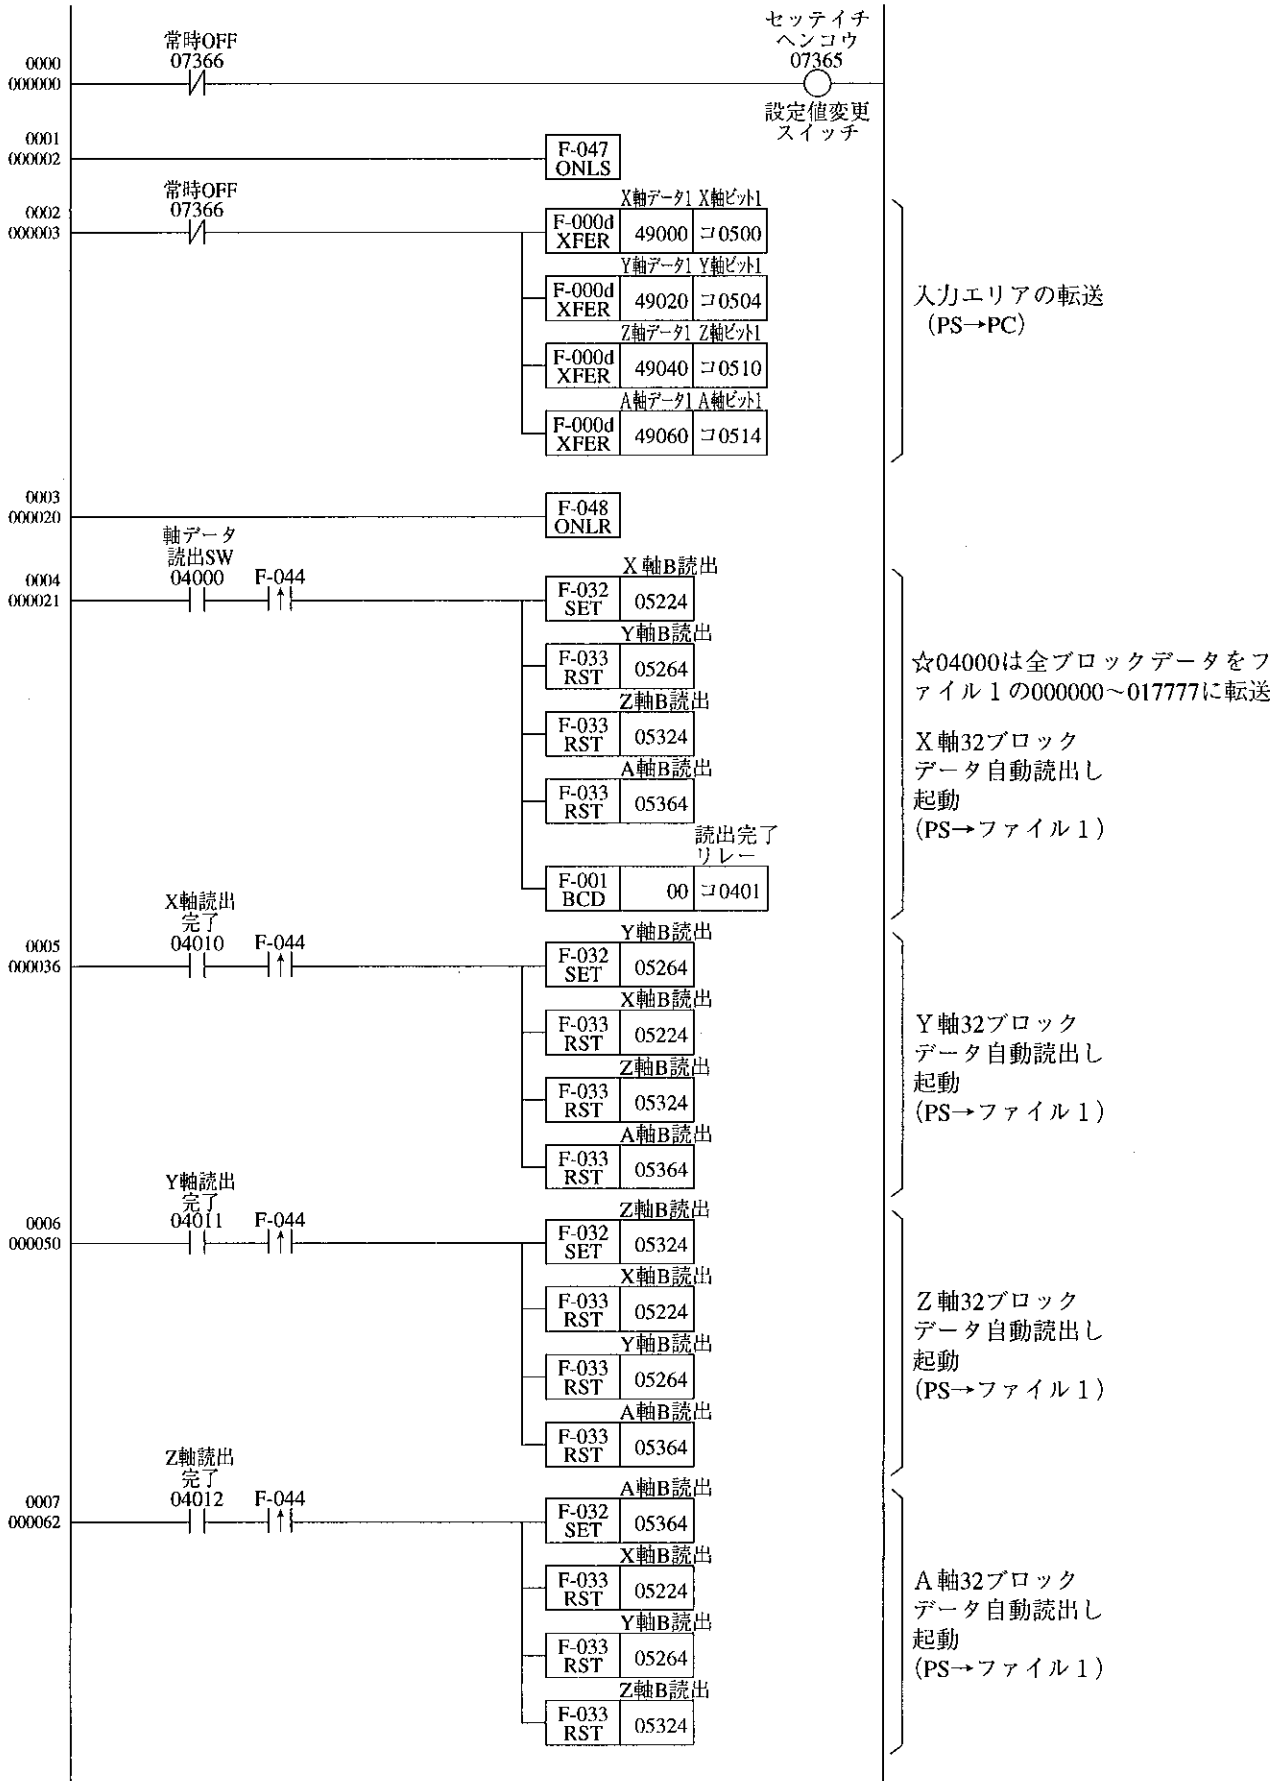 セッテイチ
ヘンコウ
常時OFF
0000 07366 07365
000000
設定値変更
スイッチ
0001
000002 F-047
ONLS
常時OFF
0002 07366
000003
X軸データ1 X軸ビット1
F-000d
XFER 49000 コ0500
Y軸データ1 Y軸ビット1
F-000d
XFER 49020 コ0504
Z軸データ1 Z軸ビット1
F-000d
XFER 49040 コ0510
A軸データ1 A軸ビット1
F-000d
XFER 49060 コ0514
入力エリアの転送
(PS→PC)
0003
000020 F-048
ONLR
軸データ
読出SW
0004 04000 F-044
000021
X軸B読出
F-032
SET 05224
Y軸B読出
F-033
RST 05264
Z軸B読出
F-033
RST 05324
A軸B読出
F-033
RST 05364
読出完了
リレー
F-001
BCD 00 コ0401
☆04000は全ブロックデータをフ
ァイル1の000000~017777に転送
X軸32ブロック
データ自動読出し
起動
(PS→ファイル1)
X軸読出
完了
0005 04010 F-044
000036
Y軸B読出
F-032
SET 05264
X軸B読出
F-033
RST 05224
Z軸B読出
F-033
RST 05324
A軸B読出
F-033
RST 05364
Y軸32ブロック
データ自動読出し
起動
(PS→ファイル1)
Y軸読出
完了
0006 04011 F-044
000050
Z軸B読出
F-032
SET 05324
X軸B読出
F-033
RST 05224
Y軸B読出
F-033
RST 05264
A軸B読出
F-033
RST 05364
Z軸32ブロック
データ自動読出し
起動
(PS→ファイル1)
Z軸読出
完了
0007 04012 F-044
000062
A軸B読出
F-032
SET 05364
X軸B読出
F-033
RST 05224
Y軸B読出
F-033
RST 05264
Z軸B読出
F-033
RST 05324
A軸32ブロック
データ自動読出し
起動
(PS→ファイル1)